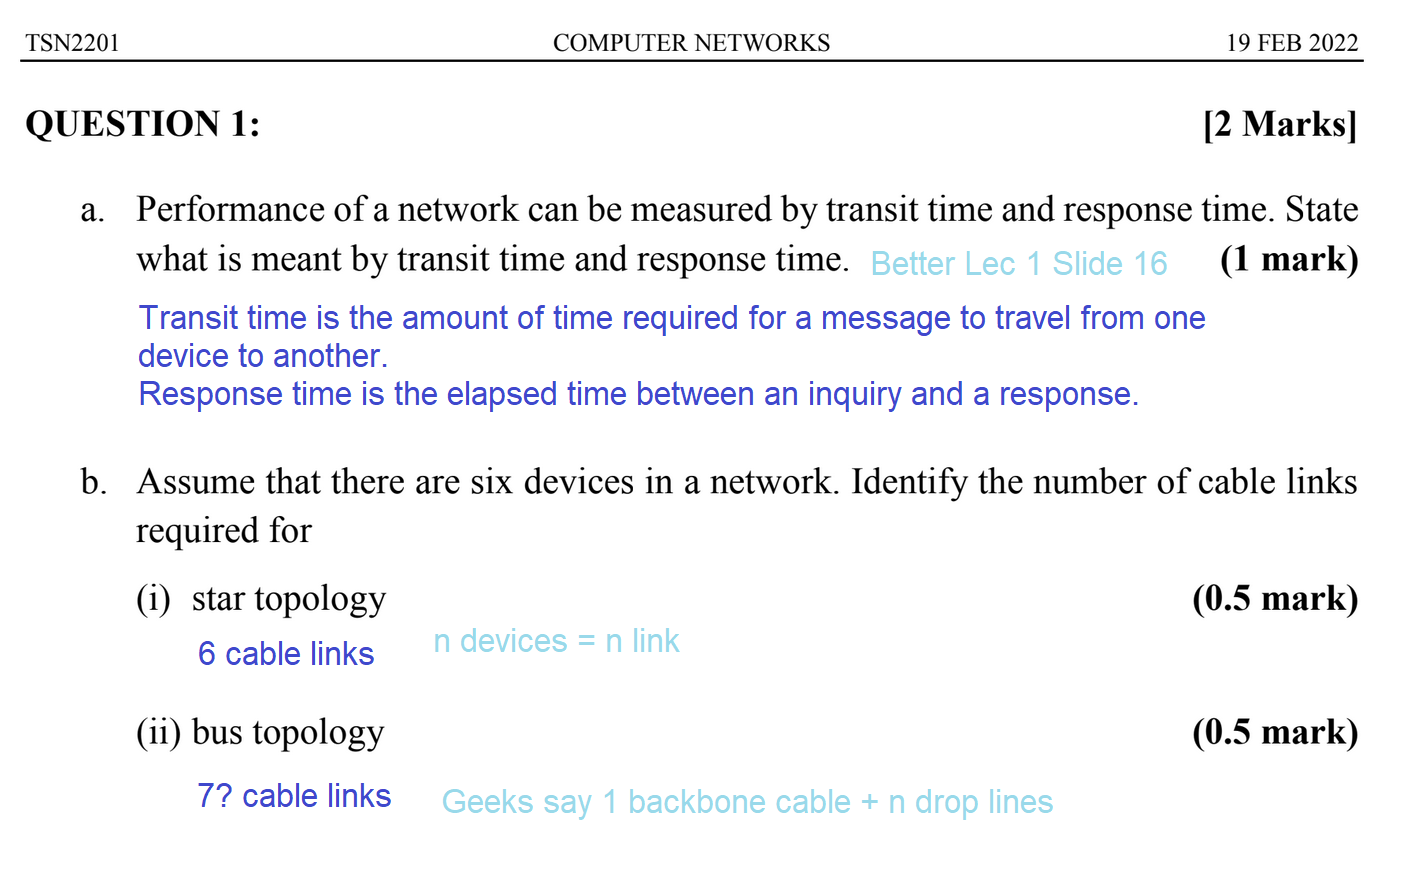 TSN2201 COMPUTER NETWORKS 19 FEB 2022
QUESTION 1: [2 Marks]
a. Performance of a network can be measured by transit time and response time. State
what is meant by transit time and response time. Better Lec 1 Slide 16 (1 mark)
Transit time is the amount of time required for a message to travel from one
device to another.
Response time is the elapsed time between an inquiry and a response.
b. Assume that there are six devices in a network. Identify the number of cable links
required for
(i) star topology (0.5 mark)
6 cable links n devices = n link
(ii) bus topology (0.5 mark)
7? cable links Geeks say 1 backbone cable + n drop lines